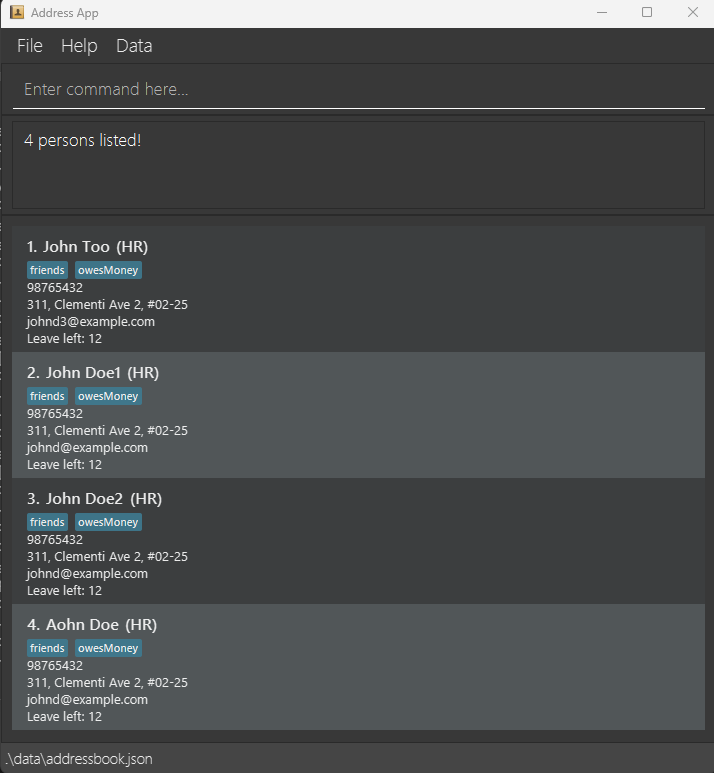 Address App
File Help Data
Enter command here...
4 persons listed!
1. John Too (HR)
friends owesMoney
98765432
311, Clementi Ave 2, #02-25
johnd3@example.com
Leave left: 12
2. John Doe1 (HR)
friends owesMoney
98765432
311, Clementi Ave 2, #02-25
johnd@example.com
Leave left: 12
3. John Doe2 (HR)
friends owesMoney
98765432
311, Clementi Ave 2, #02-25
johnd@example.com
Leave left: 12
4. Aohn Doe (HR)
friends owesMoney
98765432
311, Clementi Ave 2, #02-25
johnd@example.com
Leave left: 12
.\data\addressbook.json